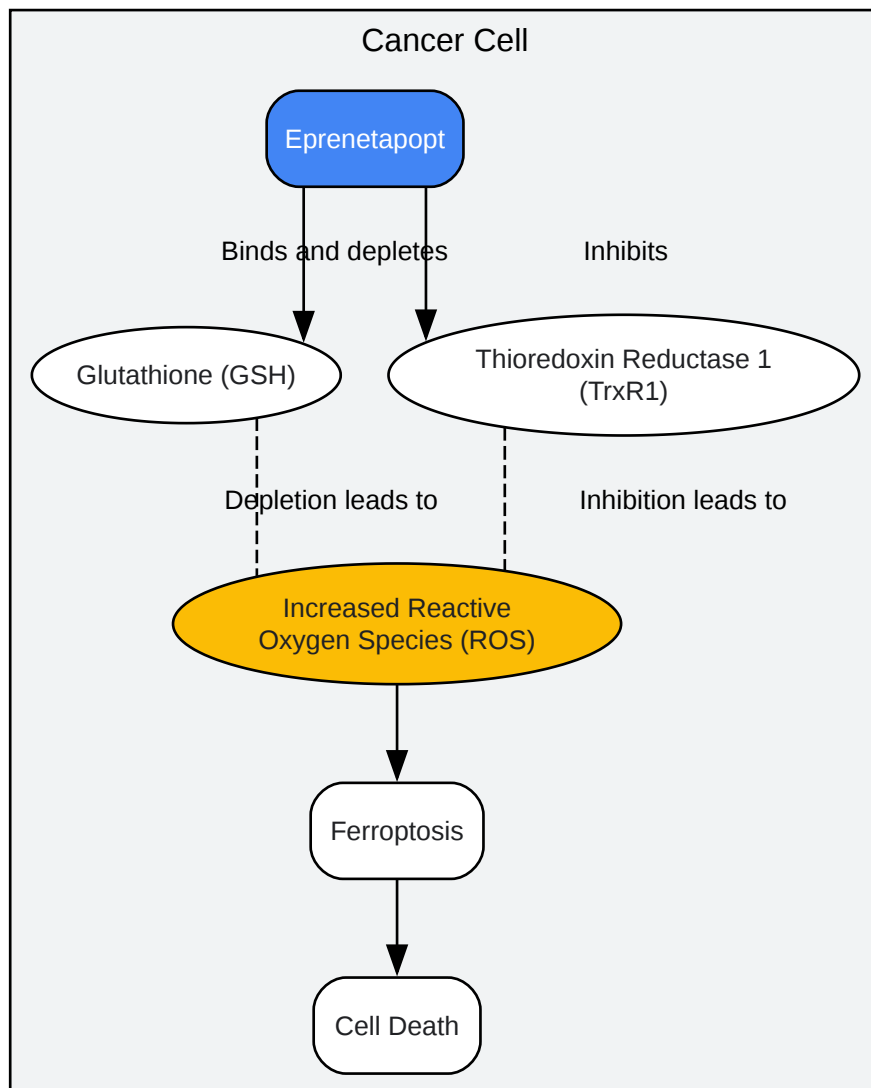 Cancer Cell
Eprenetapopt
Binds and depletes
Inhibits
Glutathione (GSH)
Thioredoxin Reductase 1
(TrxR1)
Depletion leads to
Inhibition leads to
Increased Reactive
Oxygen Species (ROS)
Ferroptosis
Cell Death